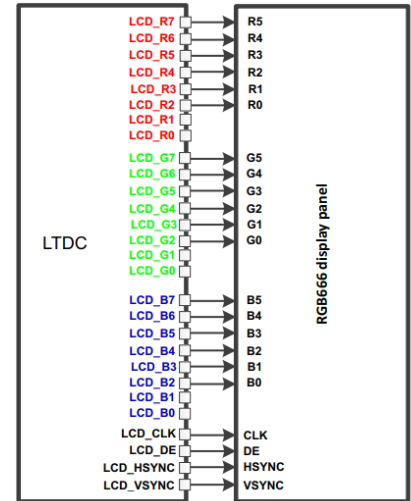 LCD_R7 R5
LCD_R6 R4
LCD_R5 R3
LCD_R4 R2
LCD_R3 R1
LCD_R2 R0
LCD_R1
LCD_R0
LCD_G7 G5
LCD_G6 G4
LCD_G5 G3
LCD_G4 G2
LCD_G3 G1
LCD_G2 G0
LCD_G1
LCD_G0
LTDC
RGB666 display panel
LCD_B7 B5
LCD_B6 B4
LCD_B5 B3
LCD_B4 B2
LCD_B3 B1
LCD_B2 B0
LCD_B1
LCD_B0
LCD_CLK CLK
LCD_DE DE
LCD_HSYNC HSYNC
LCD_VSYNC VSYNC